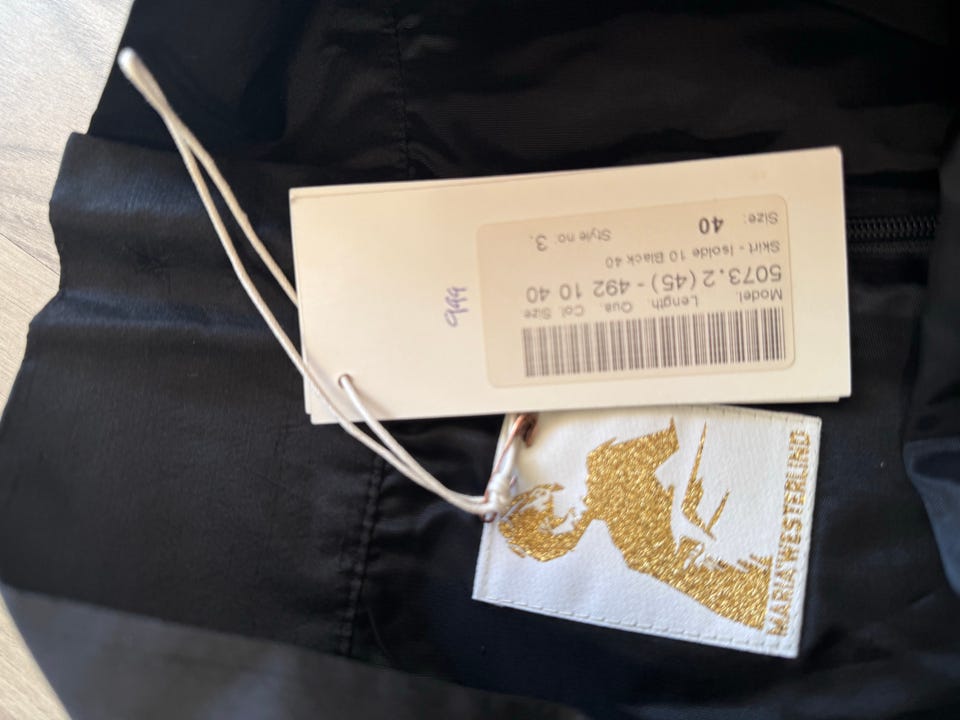 Model. Length. Qua. Col. Size
5073.2 (45) - 492 10 40
Skirt - Isolde 10 Black 40
Size: 40 Style no: 3.
999
MARIA WESTERLIND